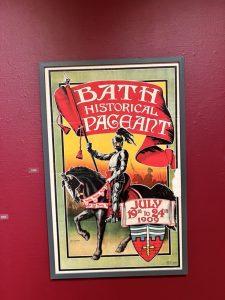 BATH
HISTORICAL
PAGEANT
JULY
19th to 24th
1909